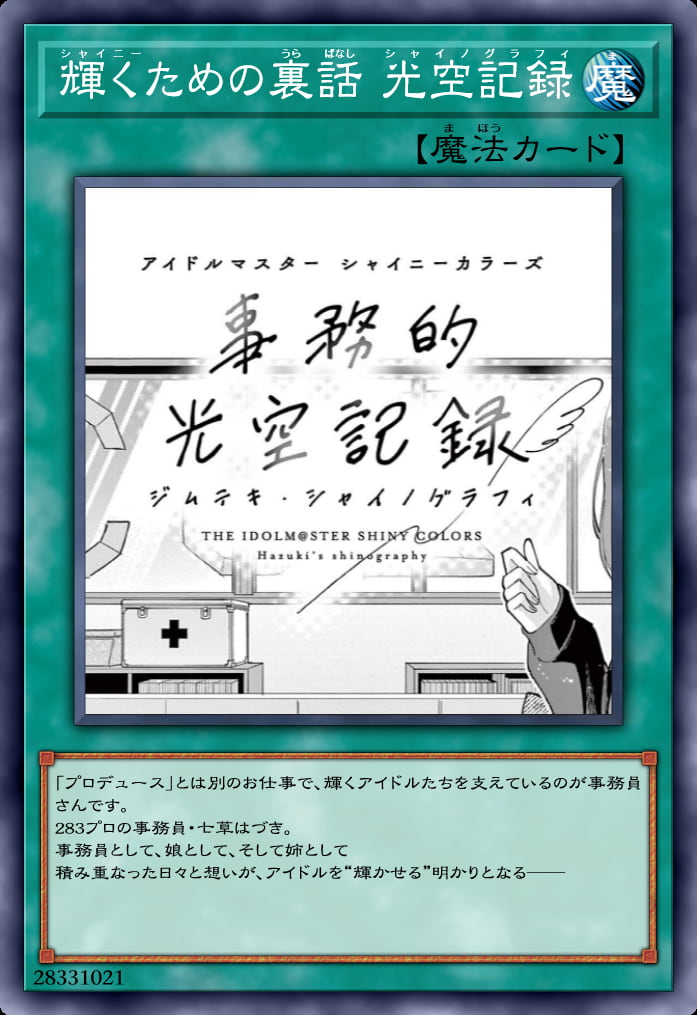 輝くための裏話 光空記録 魔
シャイニー うら ばなし シャイノグラフィ ま
【魔法カード】
ま ほう
アイドルマスター シャイニーカラーズ
事務的
光空記録
ジムテキ・シャイノグラフィ
THE IDOLM@STER SHINY COLORS
Hazuki's shinography
「プロデュース」とは別のお仕事で、輝くアイドルたちを支えているのが事務員
さんです。
283プロの事務員・七草はづき。
事務員として、娘として、そして姉として
積み重なった日々と想いが、アイドルを“輝かせる”明かりとなる――
28331021